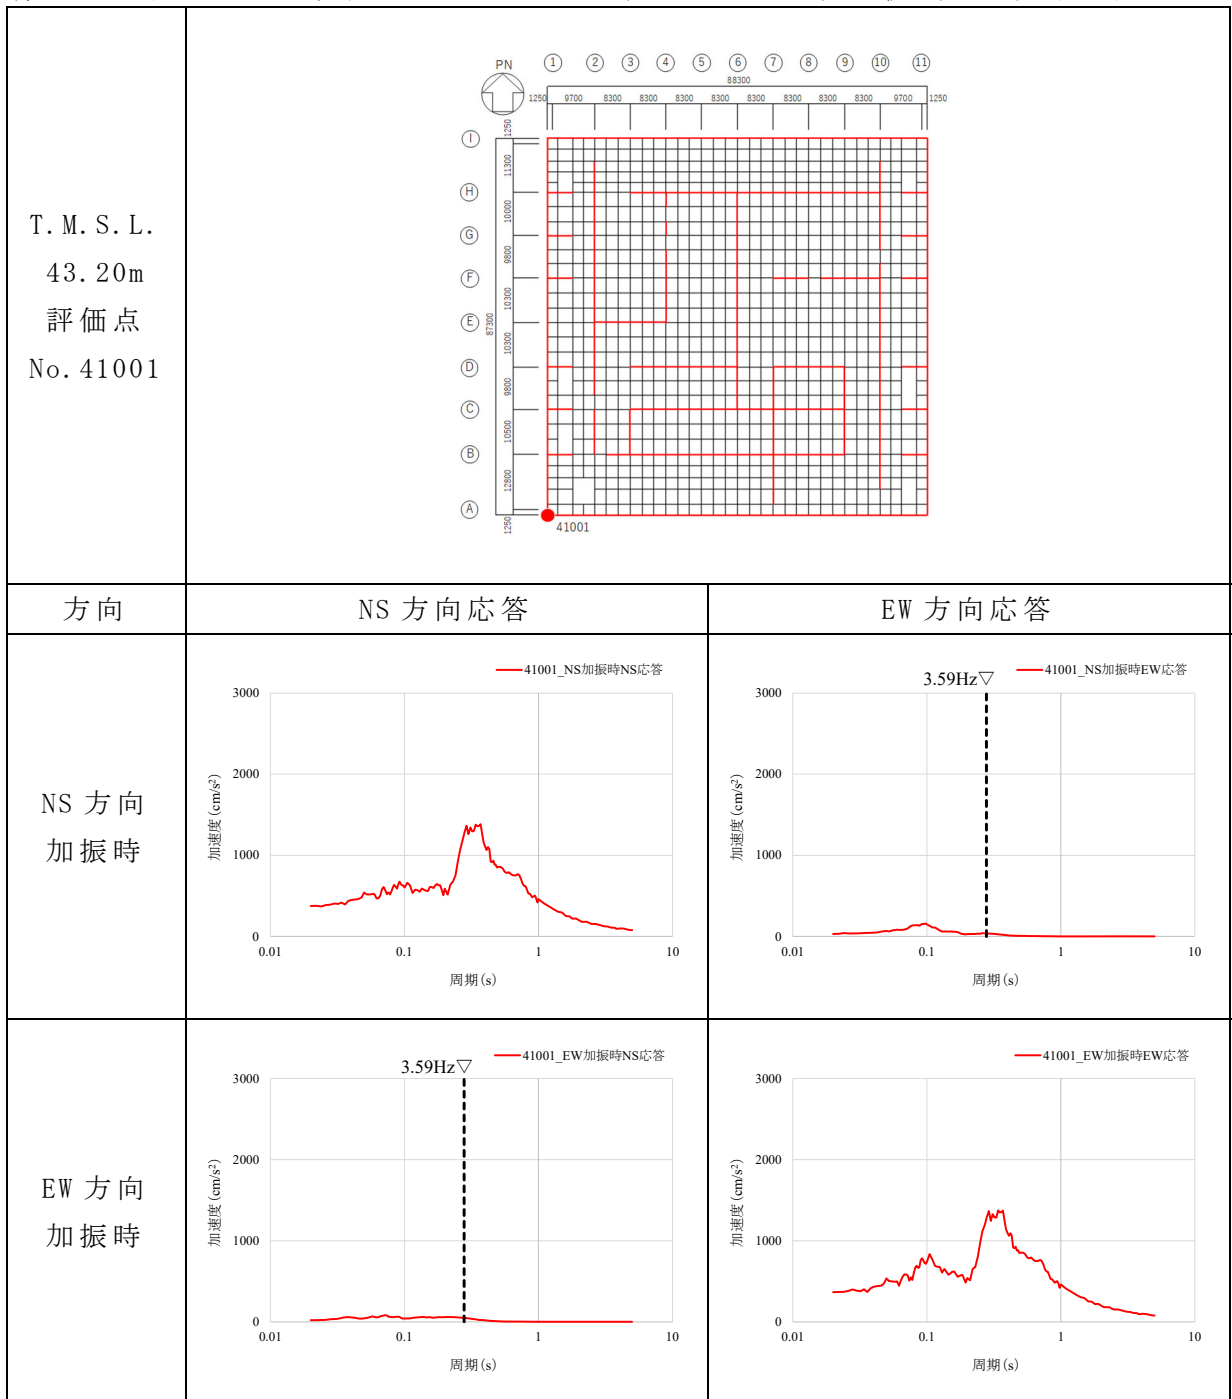 T.M.S.L.
43.20m
評価点
No.41001
PN
1 2 3 4 5 6 7 8 9 10 11
88300
1250 9700 8300 8300 8300 8300 8300 8300 8300 8300 9700 1250
I
H
G
F
E
D
C
B
A
1250
11300
10000
9800
10300
10300
9800
10500
12800
1250
87300
41001
方向
NS 方向応答
EW 方向応答
NS 方向
加振時
41001_NS加振時NS応答
加速度(cm/s²)
3000
2000
1000
0
0.01 0.1 1 10
周期(s)
41001_NS加振時EW応答
3.59Hz▽
加速度(cm/s²)
3000
2000
1000
0
0.01 0.1 1 10
周期(s)
EW 方向
加振時
41001_EW加振時NS応答
3.59Hz▽
加速度(cm/s²)
3000
2000
1000
0
0.01 0.1 1 10
周期(s)
41001_EW加振時EW応答
加速度(cm/s²)
3000
2000
1000
0
0.01 0.1 1 10
周期(s)